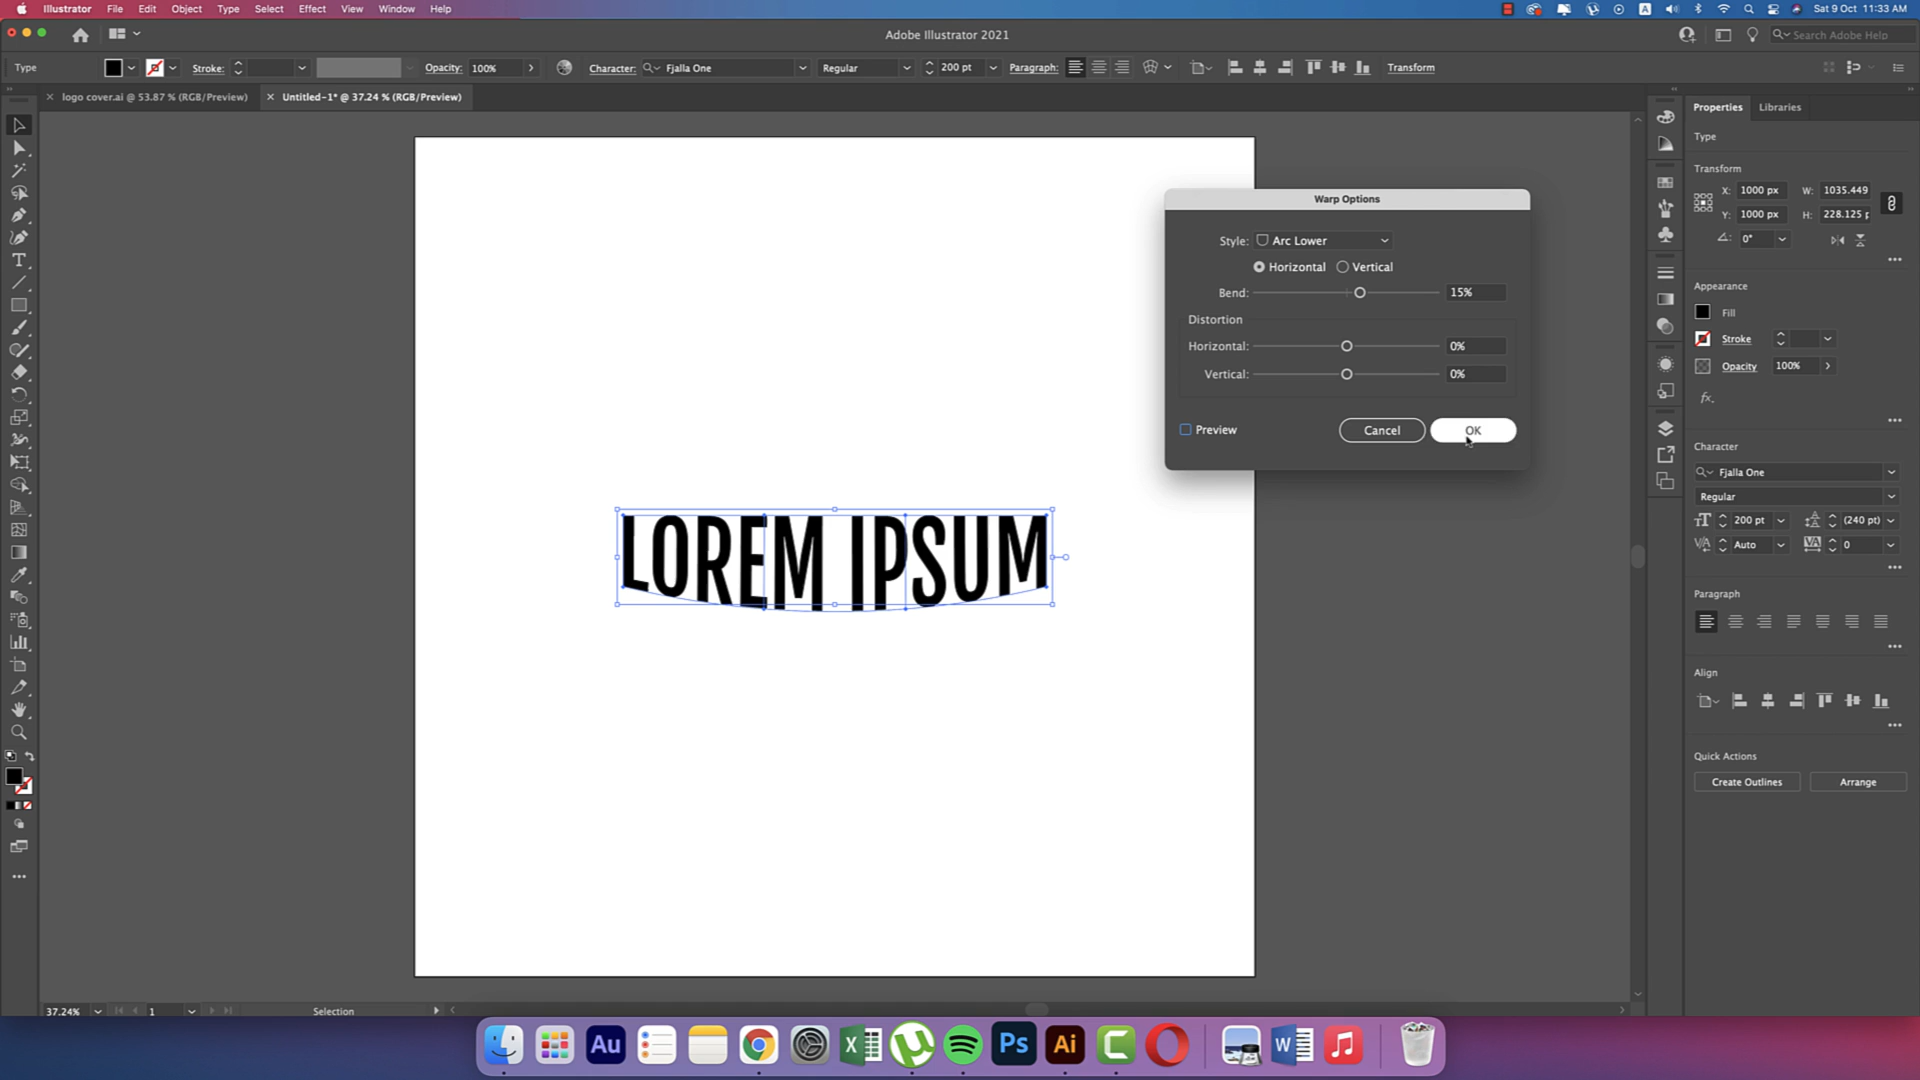 Illustrator File Edit Object Type Select Effect View Window Help
A Sat 9 Oct 11:33 AM
Adobe Illustrator 2021
Search Adobe Help
Type Stroke: Opacity: 100% Character: Fjalla One Regular 200 pt Paragraph: Transform
logo cover.ai @ 53.87 % (RGB/Preview) Untitled-1* @ 37.24 % (RGB/Preview)
Warp Options
Style: Arc Lower
Horizontal Vertical
Bend: 15%
Distortion
Horizontal: 0%
Vertical: 0%
Preview Cancel OK
LOREM IPSUM
Properties Libraries
Type
Transform
X: 1000 px W: 1035.449
Y: 1000 px H: 228.125 p
0°
Appearance
Fill
Stroke
Opacity 100%
fx.
Character
Fjalla One
Regular
200 pt (240 pt)
Auto 0
Paragraph
Align
Quick Actions
Create Outlines Arrange
37.24% 1 Selection
Au Ps Ai